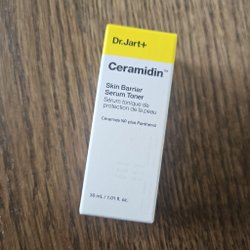 Dr.Jart+
Ceramidin™
Skin Barrier
Serum Toner
Sérum tonique de
protection de la peau
Ceramide NP plus Panthenol
30 mL / 1.01 fl. oz.